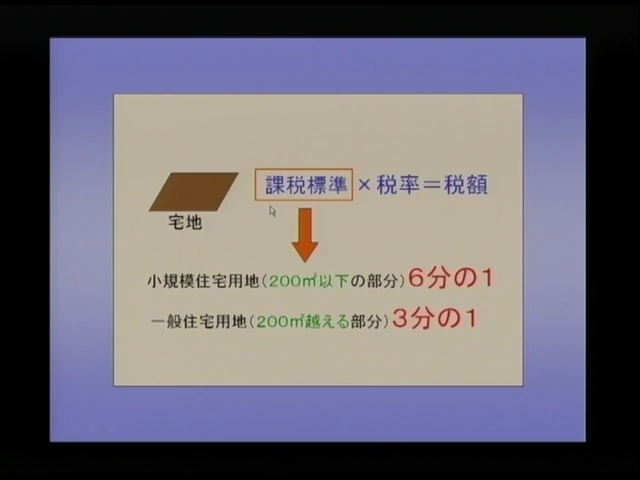 課税標準×税率＝税額
宅地
小規模住宅用地（200㎡以下の部分）6分の1
一般住宅用地（200㎡越える部分）3分の1